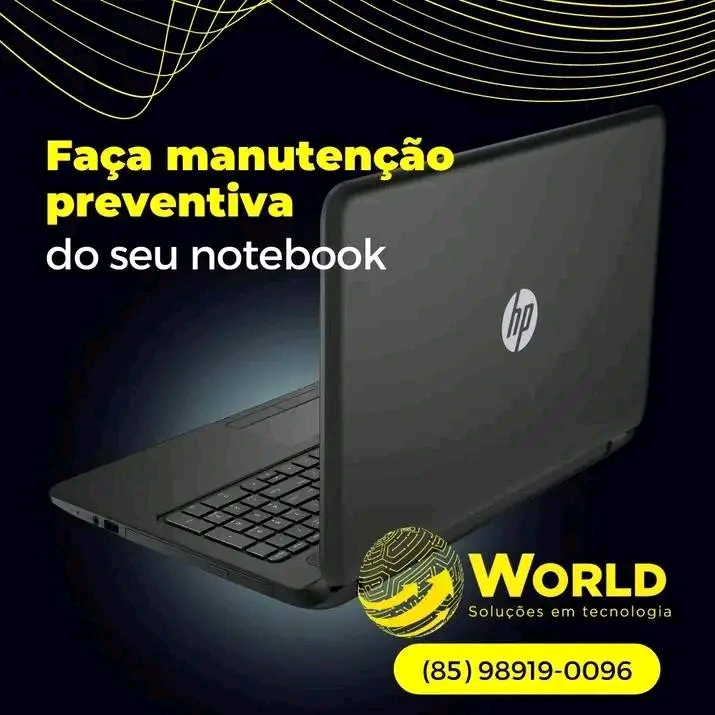 Faça manutenção
preventiva
do seu notebook
hp
WORLD
Soluções em tecnologia
(85) 98919-0096